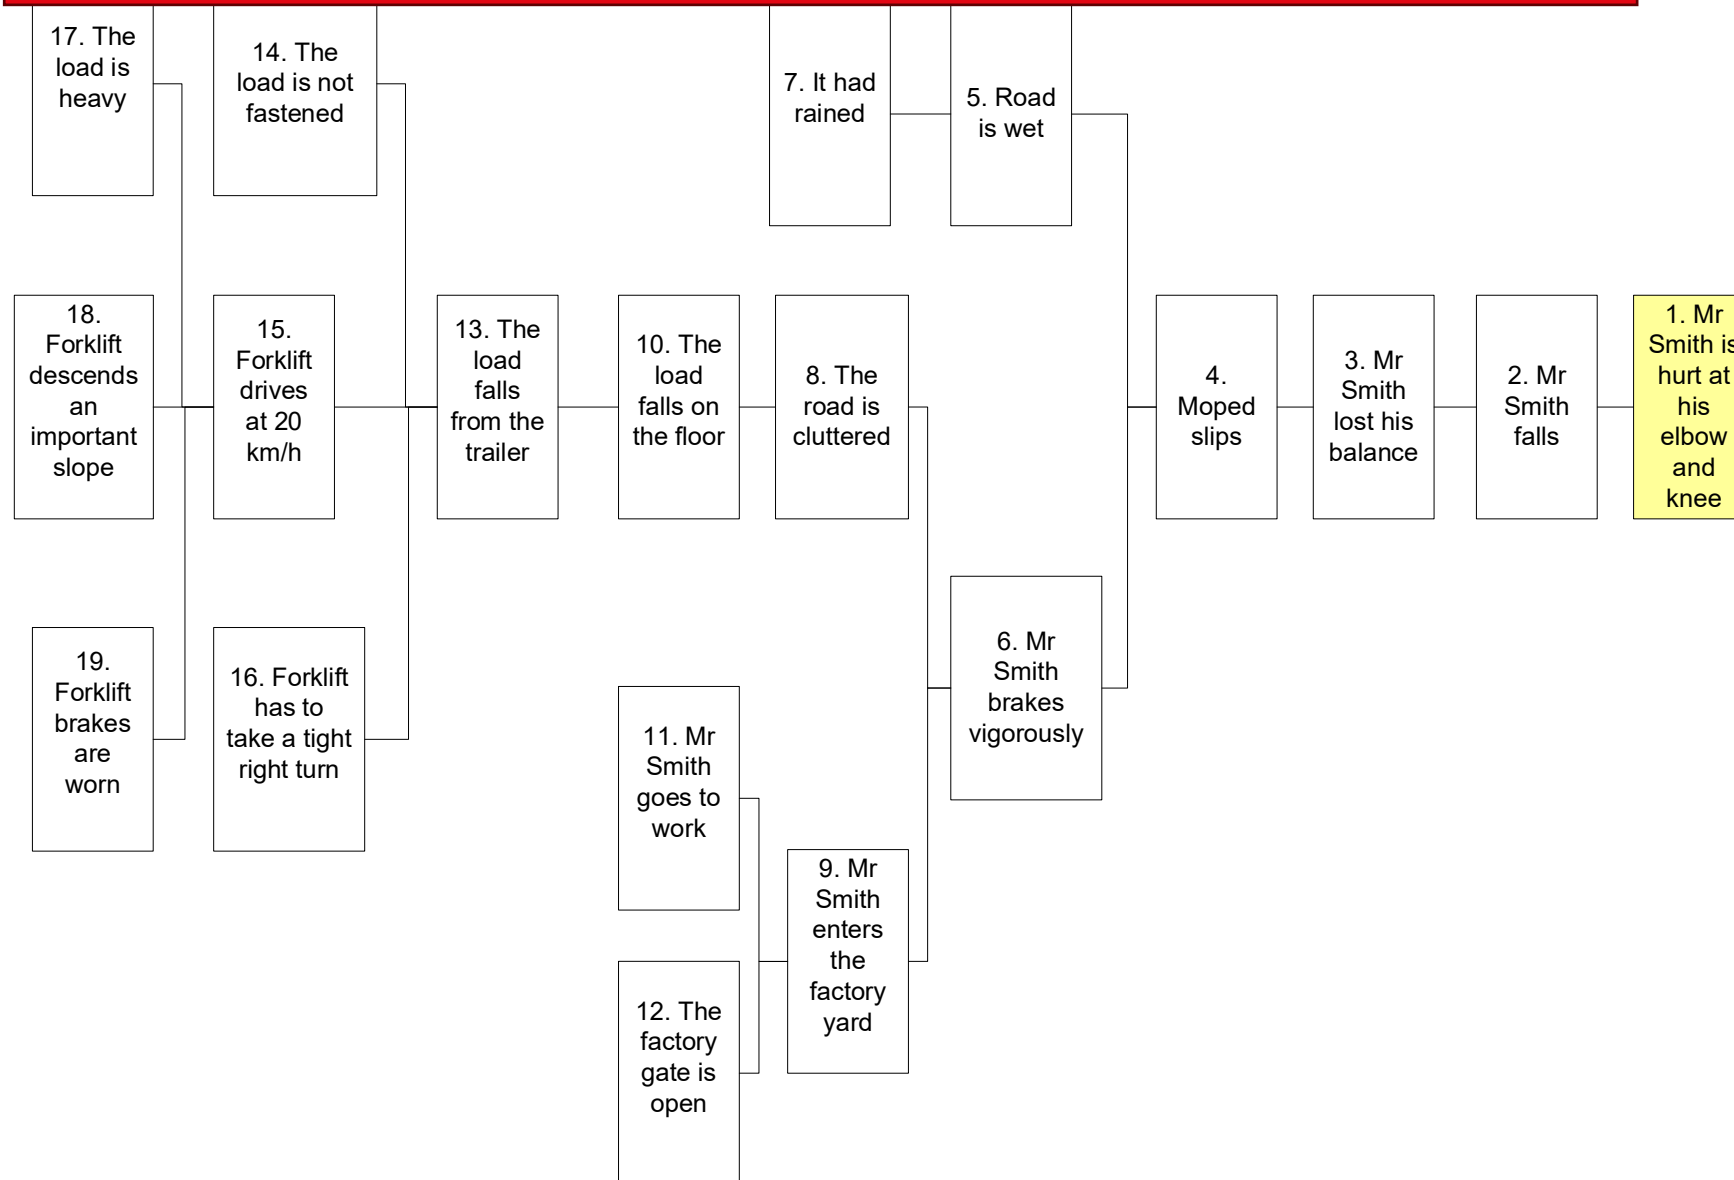 17. The
load is
heavy
14. The
load is not
fastened
7. It had
rained
5. Road
is wet
18.
Forklift
descends
an
important
slope
15.
Forklift
drives
at 20
km/h
13. The
load
falls
from the
trailer
10. The
load
falls on
the floor
8. The
road is
cluttered
4.
Moped
slips
3. Mr
Smith
lost his
balance
2. Mr
Smith
falls
1. Mr
Smith is
hurt at
his
elbow
and
knee
19.
Forklift
brakes
are
worn
16. Forklift
has to
take a tight
right turn
11. Mr
Smith
goes to
work
6. Mr
Smith
brakes
vigorously
9. Mr
Smith
enters
the
factory
yard
12. The
factory
gate is
open